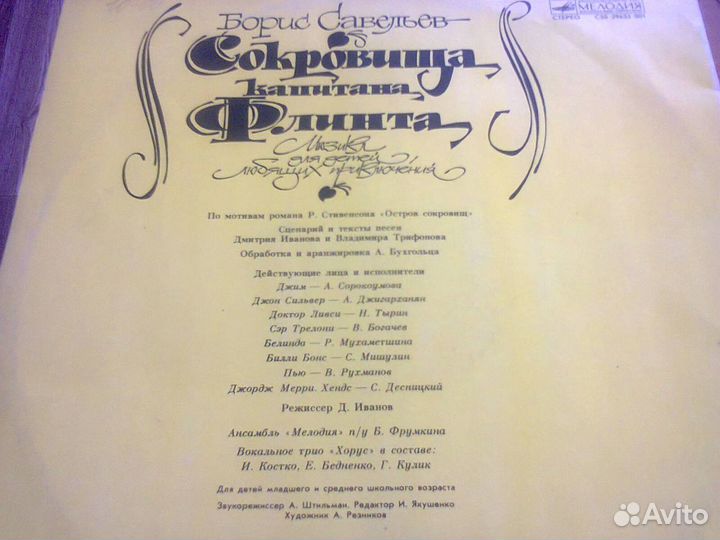 МЕЛОДИЯ
СТЕРЕО С50 29633 001
Борис Савельев
Сокровища
капитана
Флинта
Музыка
для детей,
любящих приключения
По мотивам романа Р. Стивенсона «Остров сокровищ»
Сценарий и тексты песен
Дмитрия Иванова и Владимира Трифонова
Обработка и аранжировка А. Бухгольца
Действующие лица и исполнители
Джим — А. Сорокоумова
Джон Сильвер — А. Джигарханян
Доктор Ливси — Н. Тырин
Сэр Трелони — В. Богачев
Белинда — Р. Мухаметшина
Билли Бонс — С. Мишулин
Пью — В. Рухманов
Джордж Мерри. Хендс — С. Деспицкий
Режиссер Д. Иванов
Ансамбль «Мелодия» п/у Б. Фрумкина
Вокальное трио «Хорус» в составе:
И. Костко, Е. Бедненко, Г. Кулик
Для детей младшего и среднего школьного возраста
Звукорежиссер А. Штильман. Редактор И. Якушенко
Художник А. Резников
Avito